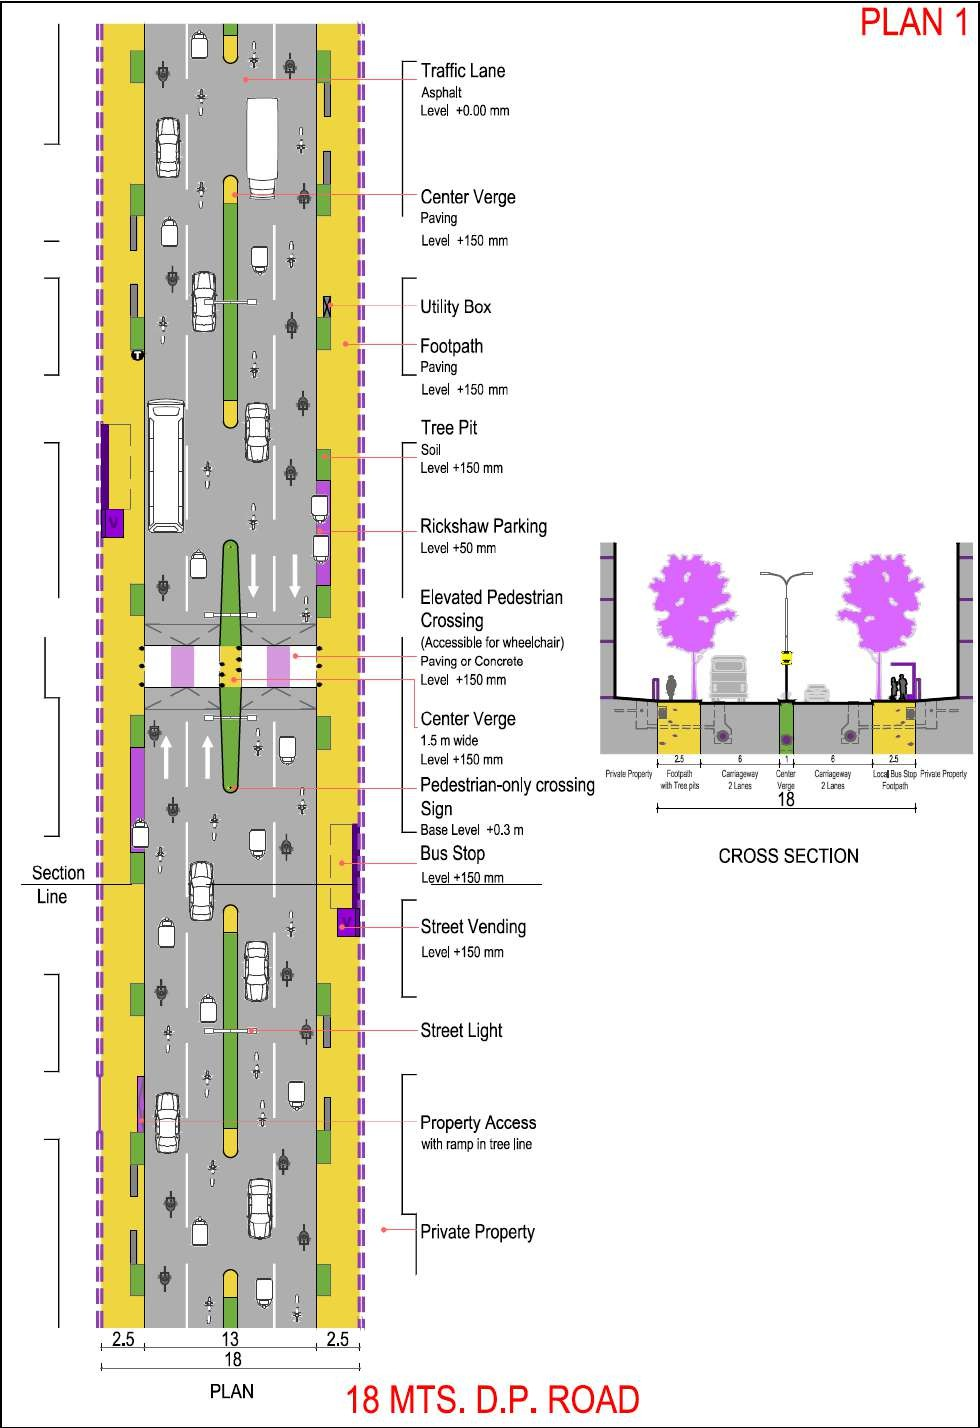 PLAN 1
Traffic Lane
Asphalt
Level +0.00 mm
Center Verge
Paving
Level +150 mm
Utility Box
Footpath
Paving
Level +150 mm
T
Tree Pit
Soil
Level +150 mm
V
Rickshaw Parking
Level +50 mm
Elevated Pedestrian
Crossing
(Accessible for wheelchair)
Paving or Concrete
Level +150 mm
Center Verge
1.5 m wide
Level +150 mm
Pedestrian-only crossing
Sign
Base Level +0.3 m
Bus Stop
Level +150 mm
Section
Line
V
Street Vending
Level +150 mm
Street Light
Property Access
with ramp in tree line
Private Property
2.5 13 2.5
18
PLAN
2.5 6 1 6 2.5
Private Property Footpath Carriageway Center Carriageway Local Bus Stop Private Property
with Tree pits 2 Lanes Verge 2 Lanes Footpath
18
CROSS SECTION
18 MTS. D.P. ROAD